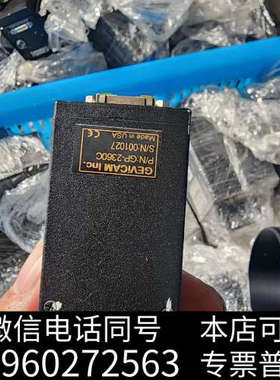 GEVICAM Inc.
P/N:GP-2360C
S/N:001027
Made in USA
CE
微信电话同号
本店可
960272563
专票普